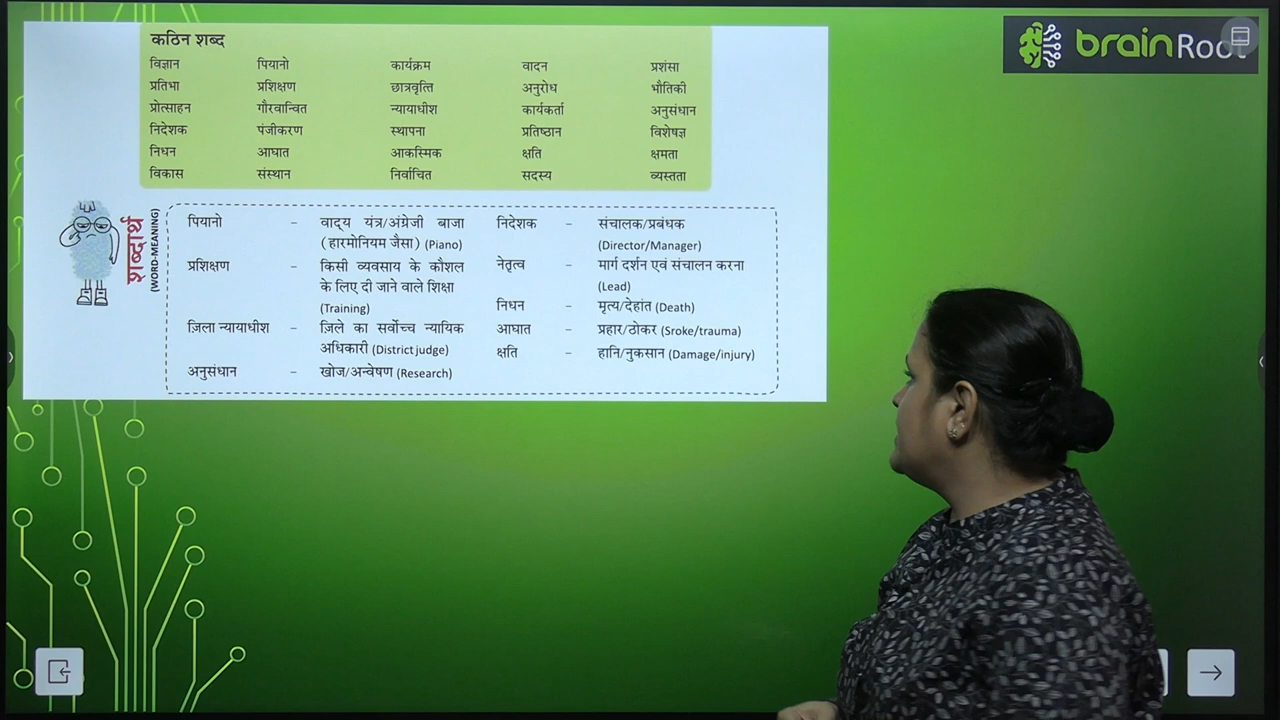 कठिन शब्द
विज्ञान पियानो कार्यक्रम वादन प्रशंसा
प्रतिभा प्रशिक्षण छात्रवृत्ति अनुरोध भौतिकी
प्रोत्साहन गौरवान्वित न्यायाधीश कार्यकर्ता अनुसंधान
निदेशक पंजीकरण स्थापना प्रतिष्ठान विशेषज्ञ
निधन आघात आकस्मिक क्षति क्षमता
विकास संस्थान निर्वाचित सदस्य व्यस्तता
शब्दार्थ
(WORD-MEANING)
पियानो – वाद्‌य यंत्र/अंग्रेजी बाजा
(हारमोनियम जैसा) (Piano)
प्रशिक्षण – किसी व्यवसाय के कौशल
के लिए दी जाने वाले शिक्षा
(Training)
ज़िला न्यायाधीश – ज़िले का सर्वोच्च न्यायिक
अधिकारी (District judge)
अनुसंधान – खोज/अन्वेषण (Research)
निदेशक – संचालक/प्रबंधक
(Director/Manager)
नेतृत्व – मार्ग दर्शन एवं संचालन करना
(Lead)
निधन – मृत्य/देहांत (Death)
आघात – प्रहार/ठोकर (Sroke/trauma)
क्षति – हानि/नुकसान (Damage/injury)
brain Root